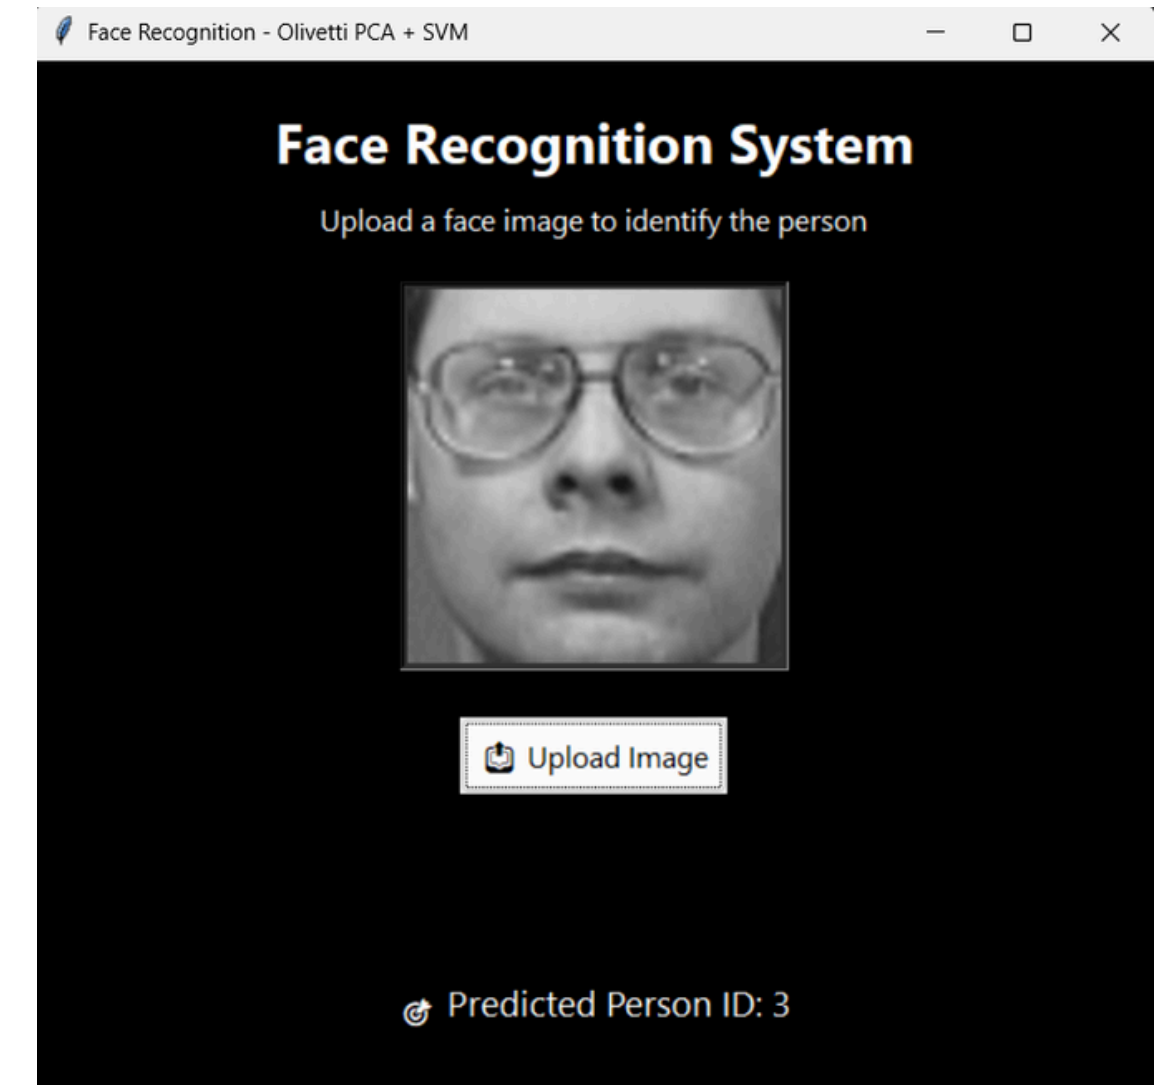 Face Recognition - Olivetti PCA + SVM
Face Recognition System
Upload a face image to identify the person
Upload Image
Predicted Person ID: 3